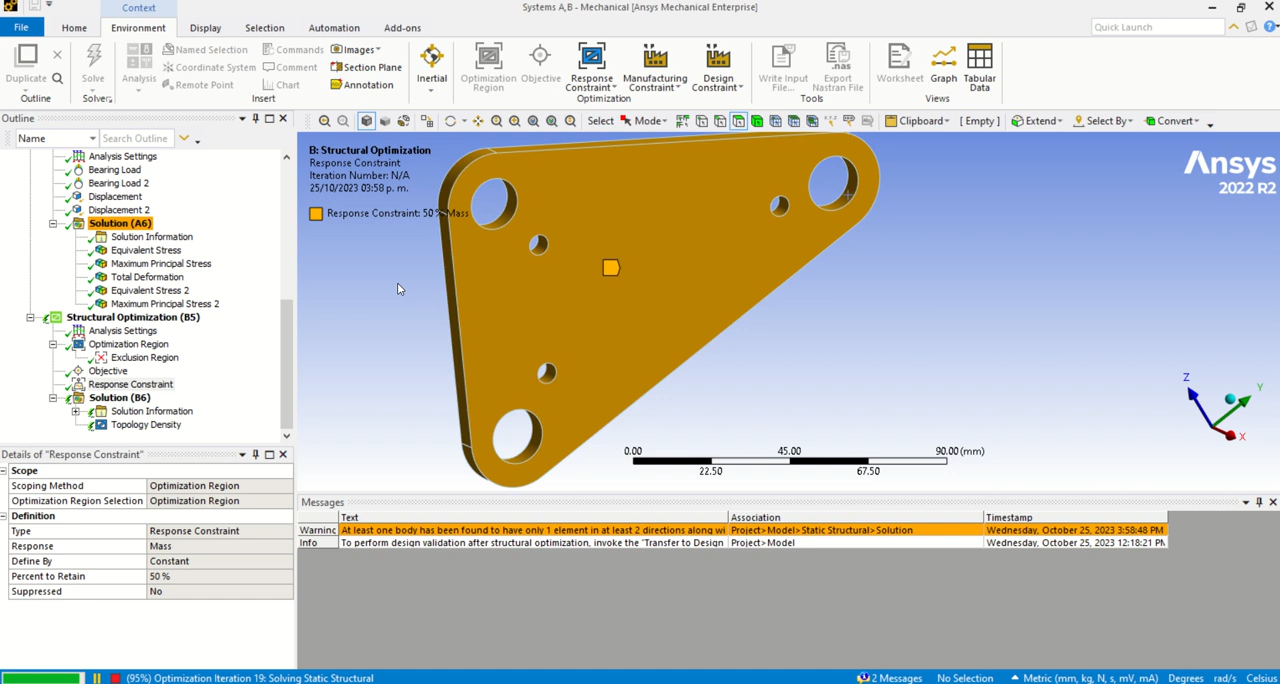 Context
Systems A,B - Mechanical [Ansys Mechanical Enterprise]
File
Home
Environment
Display
Selection
Automation
Add-ons
Quick Launch
Duplicate
Outline
Solve
Solver
Analysis
Named Selection
Coordinate System
Remote Point
Commands
Comment
Chart
Images
Section Plane
Annotation
Insert
Inertial
Optimization Region
Objective
Response Constraint
Manufacturing Constraint
Design Constraint
Optimization
Write Input File...
Export Nastran File
Tools
Worksheet
Graph
Tabular Data
Views
Outline
Select
Mode
Clipboard
[ Empty ]
Extend
Select By
Convert
Name
Search Outline
Analysis Settings
Bearing Load
Bearing Load 2
Displacement
Displacement 2
Solution (A6)
Solution Information
Equivalent Stress
Maximum Principal Stress
Total Deformation
Equivalent Stress 2
Maximum Principal Stress 2
Structural Optimization (B5)
Analysis Settings
Optimization Region
Exclusion Region
Objective
Response Constraint
Solution (B6)
Solution Information
Topology Density
B: Structural Optimization
Response Constraint
Iteration Number: N/A
25/10/2023 03:58 p. m.
Response Constraint: 50 % Mass
Ansys
2022 R2
Z
Y
X
0.00
45.00
90.00 (mm)
22.50
67.50
Details of "Response Constraint"
Scope
Scoping Method Optimization Region
Optimization Region Selection Optimization Region
Definition
Type Response Constraint
Response Mass
Define By Constant
Percent to Retain 50 %
Suppressed No
Messages
Text Association Timestamp
Warninc At least one body has been found to have only 1 element in at least 2 directions along wi Project>Model>Static Structural>Solution Wednesday, October 25, 2023 3:58:48 PM
Info To perform design validation after structural optimization, invoke the "Transfer to Design Project>Model Wednesday, October 25, 2023 12:18:21 PM
(95%) Optimization Iteration 19: Solving Static Structural
2 Messages
No Selection
Metric (mm, kg, N, s, mV, mA)
Degrees
rad/s
Celsius